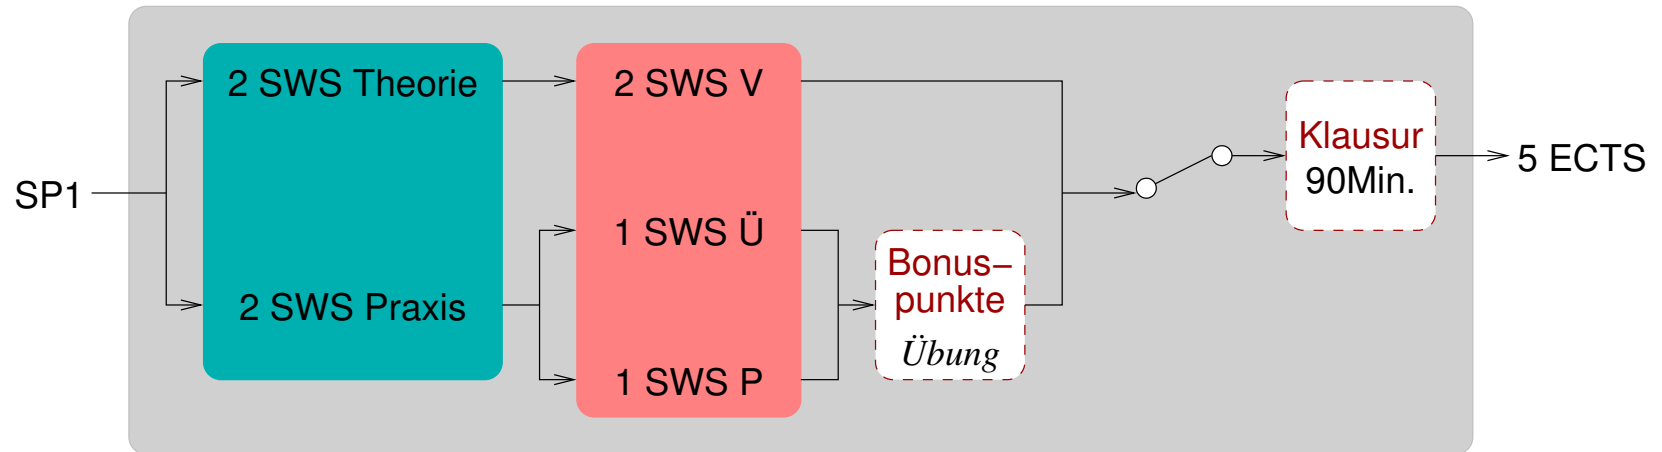 SP1
2 SWS Theorie
2 SWS Praxis
2 SWS V
1 SWS Ü
1 SWS P
Bonus–
punkte
Übung
Klausur
90Min.
5 ECTS